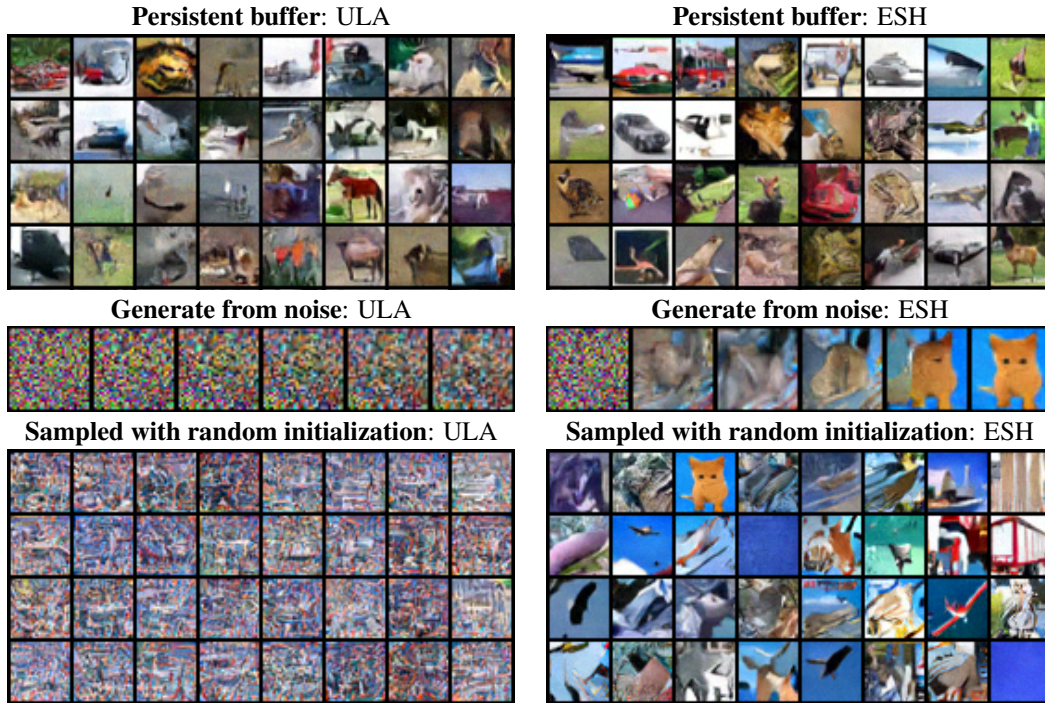 Persistent buffer: ULA
Persistent buffer: ESH
Generate from noise: ULA
Generate from noise: ESH
Sampled with random initialization: ULA
Sampled with random initialization: ESH